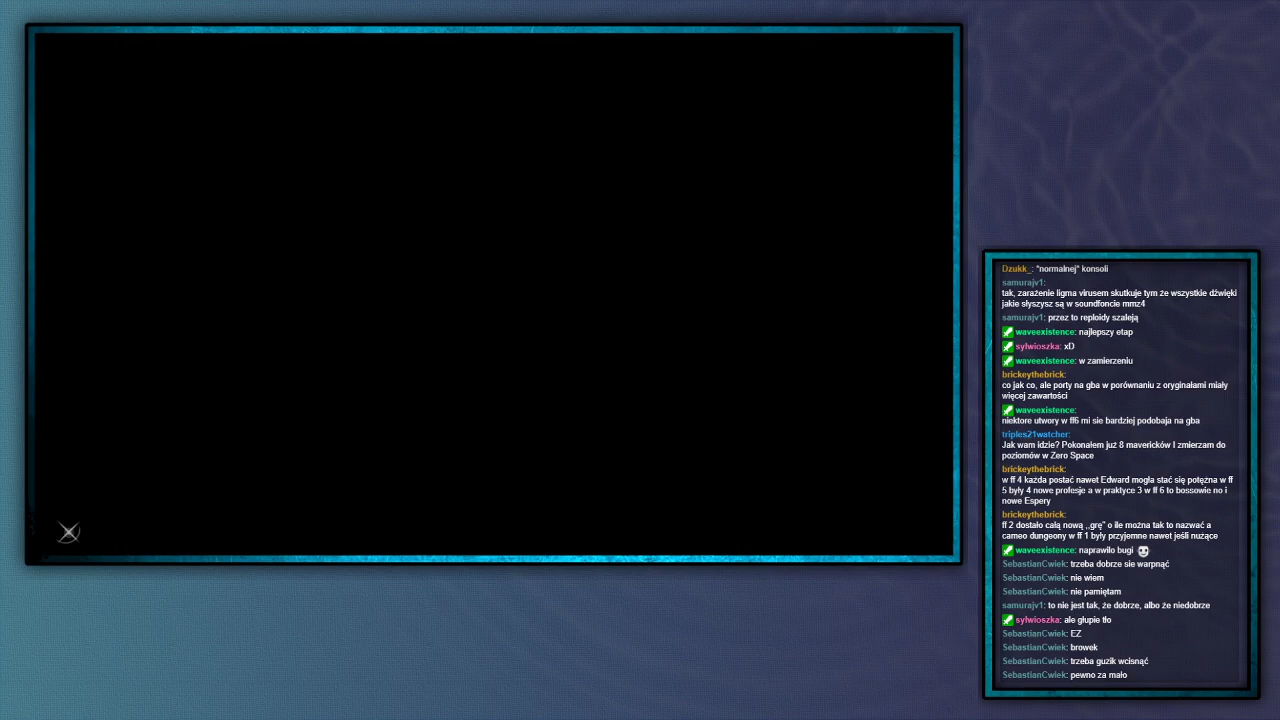 Dzukk_: "normalnej" konsoli
samurajv1:
tak, zarażenie ligma virusem skutkuje tym że wszystkie dźwięki
jakie słyszysz są w soundfoncie mmz4
samurajv1: przez to reploidy szaleją
waveexistence: najlepszy etap
sylwioszka: xD
waveexistence: w zamierzeniu
brickeythebrick:
co jak co, ale porty na gba w porównaniu z oryginałami miały
więcej zawartości
waveexistence:
niektore utwory w ff6 mi sie bardziej podobaja na gba
triples21watcher:
Jak wam idzie? Pokonałem już 8 mavericków I zmierzam do
poziomów w Zero Space
brickeythebrick:
w ff 4 każda postać nawet Edward mogła stać się potężna w ff
5 były 4 nowe profesje a w praktyce 3 w ff 6 to bossowie no i
nowe Espery
brickeythebrick:
ff 2 dostało całą nową ,,grę" o ile można tak to nazwać a
cameo dungeony w ff 1 były przyjemne nawet jeśli nużące
waveexistence: naprawilo bugi
SebastianCwiek: trzeba dobrze sie warpnąć
SebastianCwiek: nie wiem
SebastianCwiek: nie pamiętam
samurajv1: to nie jest tak, że dobrze, albo że niedobrze
sylwioszka: ale głupie tło
SebastianCwiek: EZ
SebastianCwiek: browek
SebastianCwiek: trzeba guzik wcisnąć
SebastianCwiek: pewno za mało